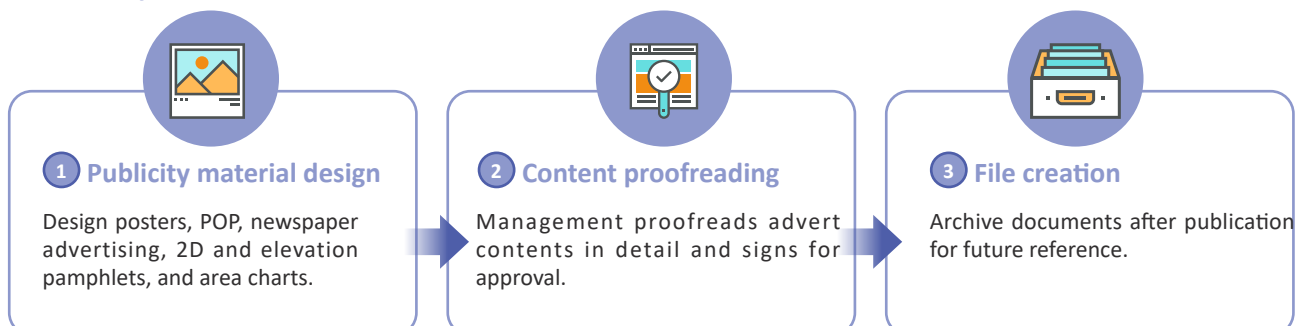 1 Publicity material design
Design posters, POP, newspaper
advertising, 2D and elevation
pamphlets, and area charts.
2 Content proofreading
Management proofreads advert
contents in detail and signs for
approval.
3 File creation
Archive documents after publication
for future reference.